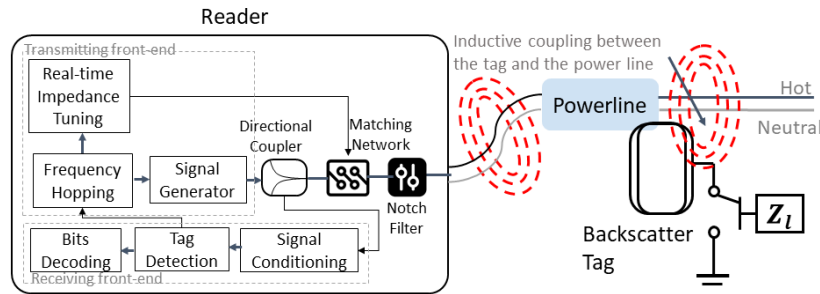 Reader
Transmitting front-end
Real-time
Impedance
Tuning
Frequency
Hopping
Signal
Generator
Directional
Coupler
Matching
Network
Notch
Filter
Bits
Decoding
Tag
Detection
Signal
Conditioning
Receiving front-end
Inductive coupling between
the tag and the power line
Powerline
Hot
Neutral
Backscatter
Tag
Z_l